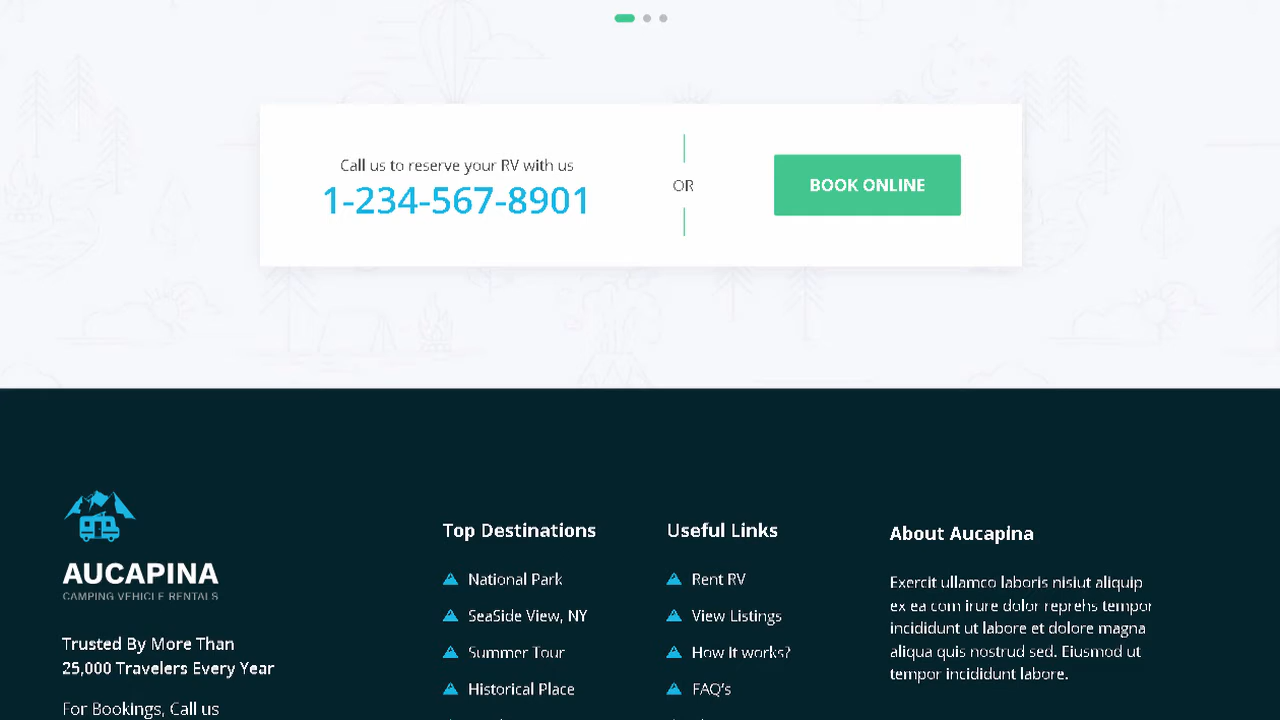 Call us to reserve your RV with us
1-234-567-8901
OR
BOOK ONLINE
AUCAPINA
CAMPING VEHICLE RENTALS
Trusted By More Than
25,000 Travelers Every Year
For Bookings, Call us
Top Destinations
National Park
SeaSide View, NY
Summer Tour
Historical Place
Useful Links
Rent RV
View Listings
How It works?
FAQ's
About Aucapina
Exercit ullamco laboris nisiut aliquip
ex ea com irure dolor reprehs tempor
incididunt ut labore et dolore magna
aliqua quis nostrud sed. Eiusmod ut
tempor incididunt labore.